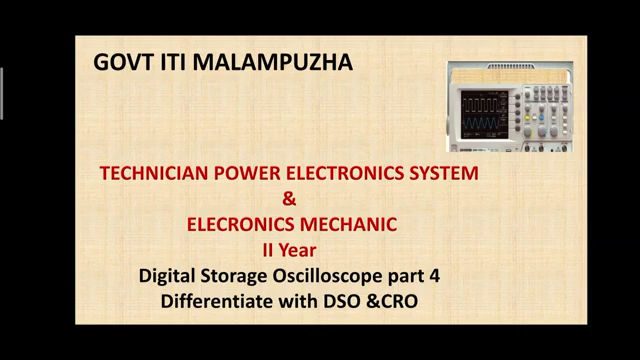 GOVT ITI MALAMPUZHA
TECHNICIAN POWER ELECTRONICS SYSTEM
&
ELECRONICS MECHANIC
II Year
Digital Storage Oscilloscope part 4
Differentiate with DSO &CRO